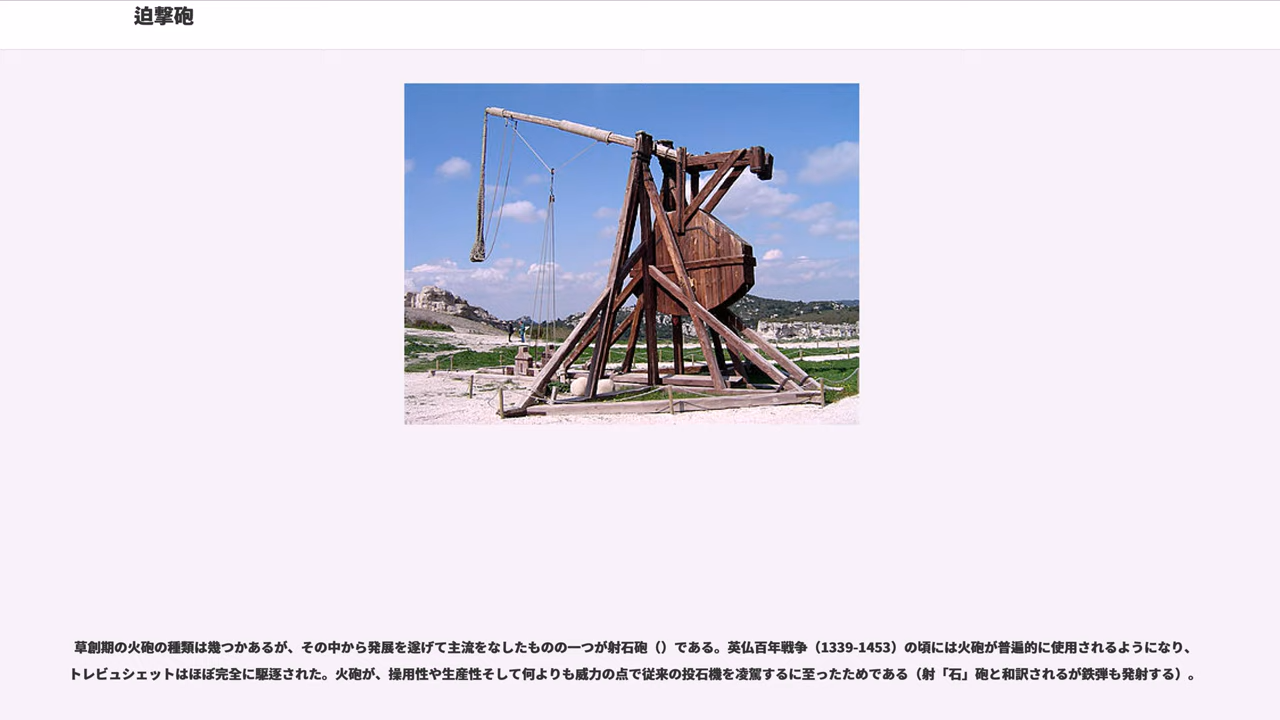 迫撃砲
草創期の火砲の種類は幾つかあるが、その中から発展を遂げて主流をなしたものの一つが射石砲（）である。英仏百年戦争（1339-1453）の頃には火砲が普遍的に使用されるようになり、
トレビュシェットはほぼ完全に駆逐された。火砲が、操用性や生産性そして何よりも威力の点で従来の投石機を凌駕するに至ったためである（射「石」砲と和訳されるが鉄弾も発射する）。